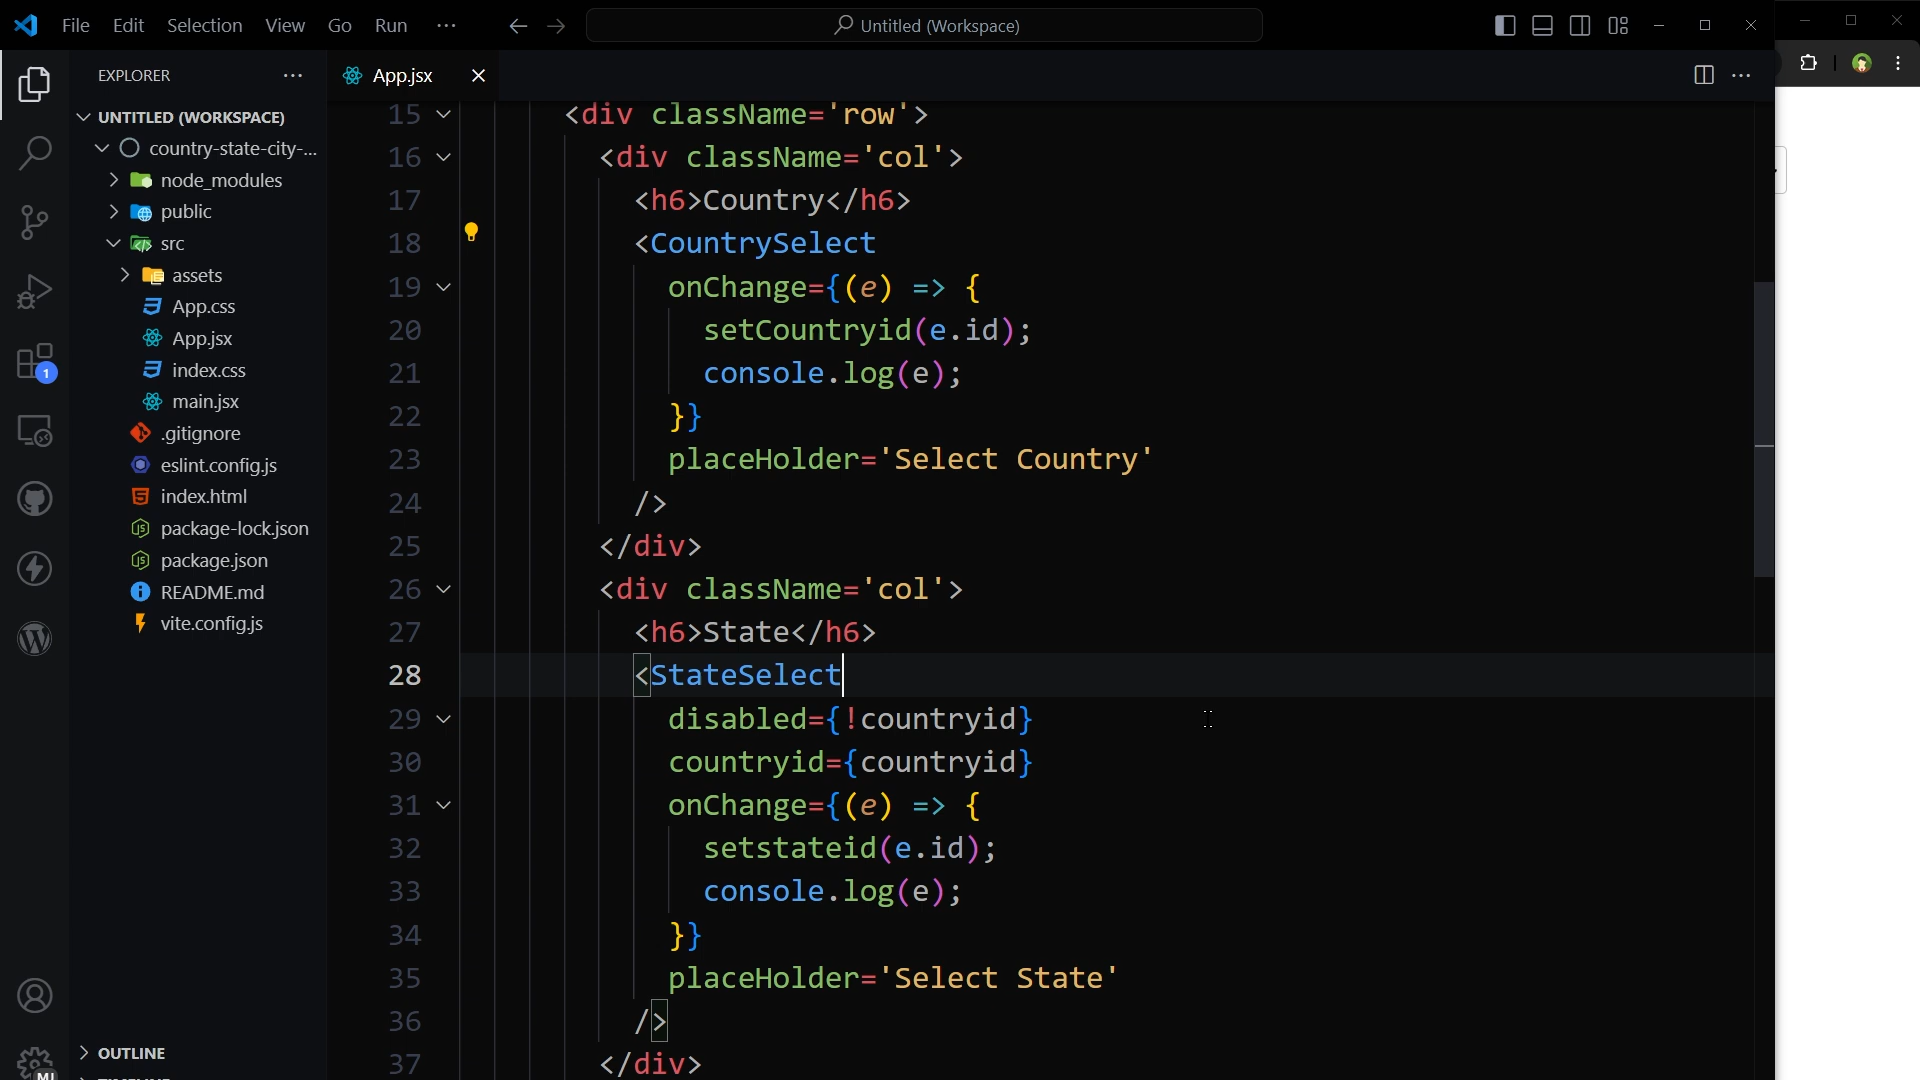 File Edit Selection View Go Run ··· Untitled (Workspace)
EXPLORER ···
App.jsx
UNTITLED (WORKSPACE)
country-state-city-...
node_modules
public
src
assets
App.css
App.jsx
index.css
main.jsx
.gitignore
eslint.config.js
index.html
package-lock.json
package.json
README.md
vite.config.js
OUTLINE
1
15 <div className='row'>
16 <div className='col'>
17 <h6>Country</h6>
18 <CountrySelect
19 onChange={(e) => {
20 setCountryid(e.id);
21 console.log(e);
22 }}
23 placeHolder='Select Country'
24 />
25 </div>
26 <div className='col'>
27 <h6>State</h6>
28 <StateSelect
29 disabled={!countryid}
30 countryid={countryid}
31 onChange={(e) => {
32 setstateid(e.id);
33 console.log(e);
34 }}
35 placeHolder='Select State'
36 />
37 </div>